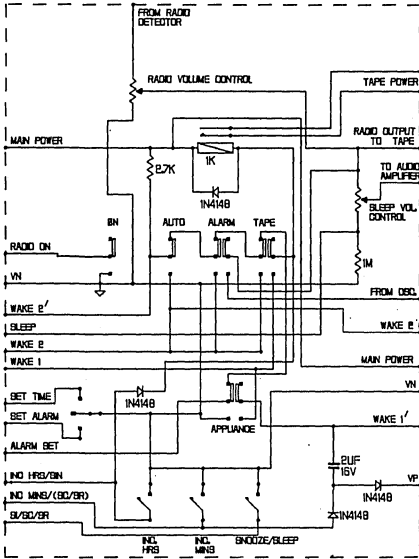 FROM RADIO
DETECTOR
RADIO VOLUME CONTROL
TAPE POWER
MAIN POWER
RADIO OUTPUT
TO TAPE
1K
2.7K
TO AUDIO
AMPLIFIER
1N4148
SLEEP VOL.
CONTROL
ON
AUTO
ALARM
TAPE
RADIO ON
1M
VN
FROM OSC.
WAKE 2'
SLEEP
WAKE 2
WAKE 2
WAKE 1
MAIN POWER
VN
SET TIME
1N4148
SET ALARM
WAKE 1'
APPLIANCE
ALARM SET
2UF
16V
INC HRS/SIN
VP
1N4148
INC MINS/(SC/SR)
1N4148
SI/SC/SR
INC.
HRS
INC.
MINS
SNOOZE/SLEEP